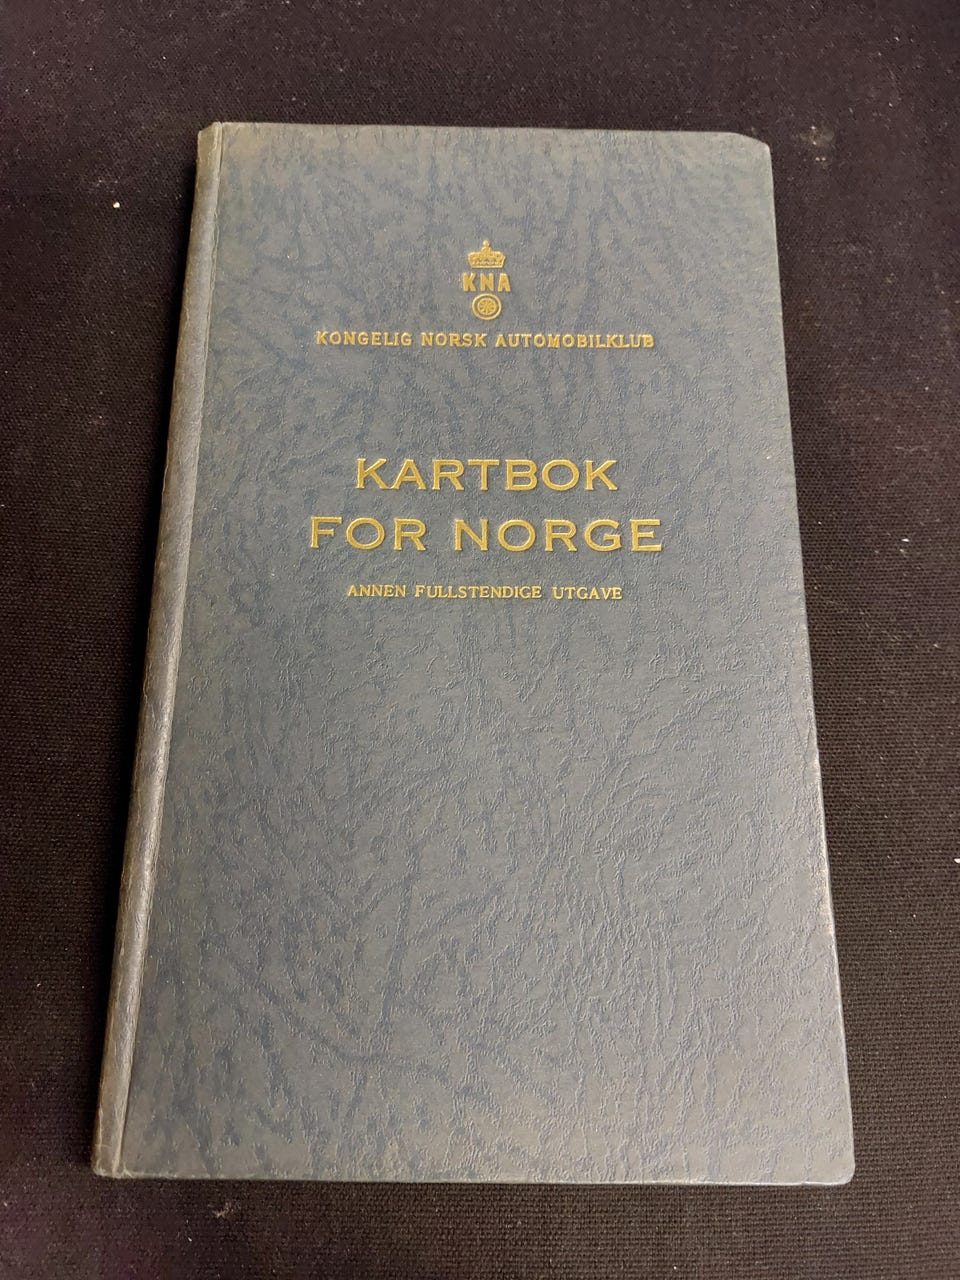 KNA
KONGELIG NORSK AUTOMOBILKLUB
KARTBOK
FOR NORGE
ANNEN FULLSTENDIGE UTGAVE